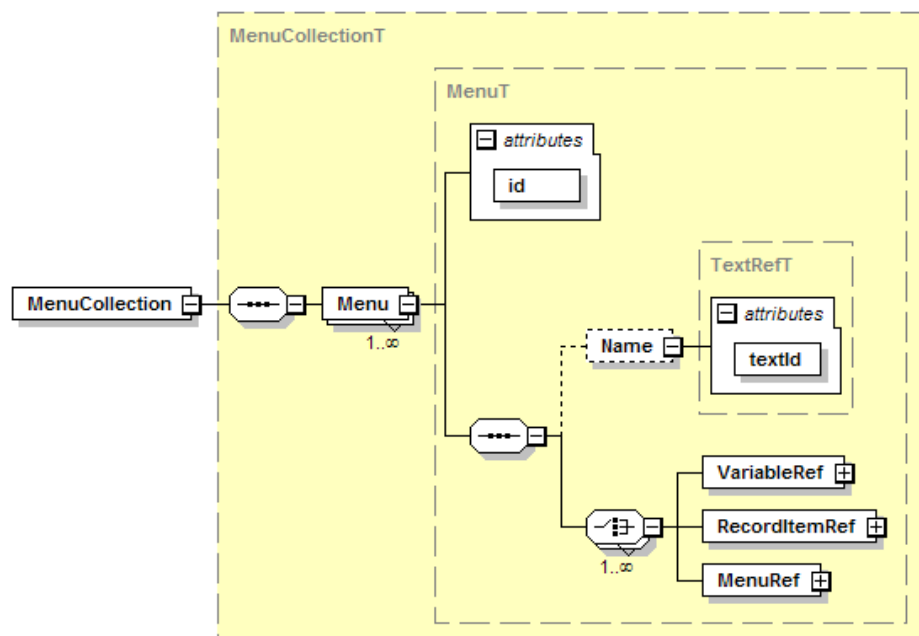 MenuCollectionT
MenuT
attributes
id
TextRefT
MenuCollection
Menu
attributes
1..∞
Name
textId
VariableRef
RecordItemRef
1..∞
MenuRef